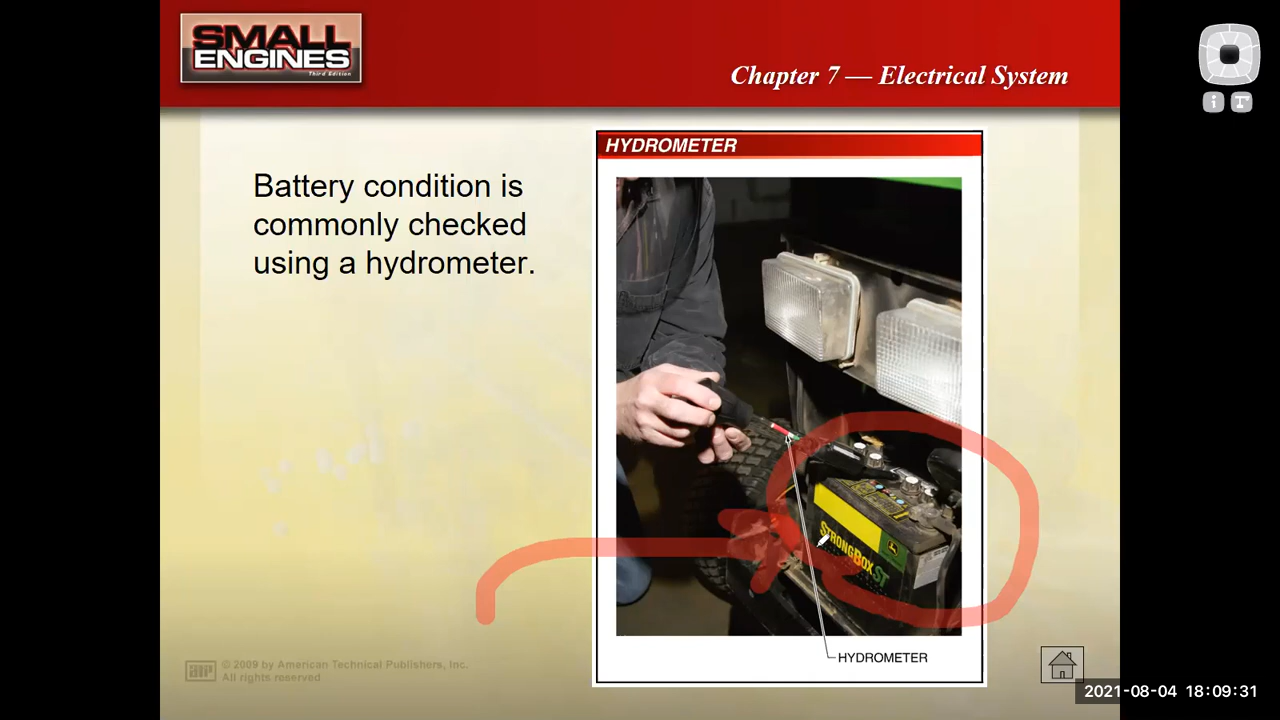 SMALL
ENGINES
Third Edition
Chapter 7 — Electrical System
HYDROMETER
Battery condition is
commonly checked
using a hydrometer.
STRONGBOX ST
HYDROMETER
© 2009 by American Technical Publishers, Inc.
All rights reserved
2021-08-04 18:09:31